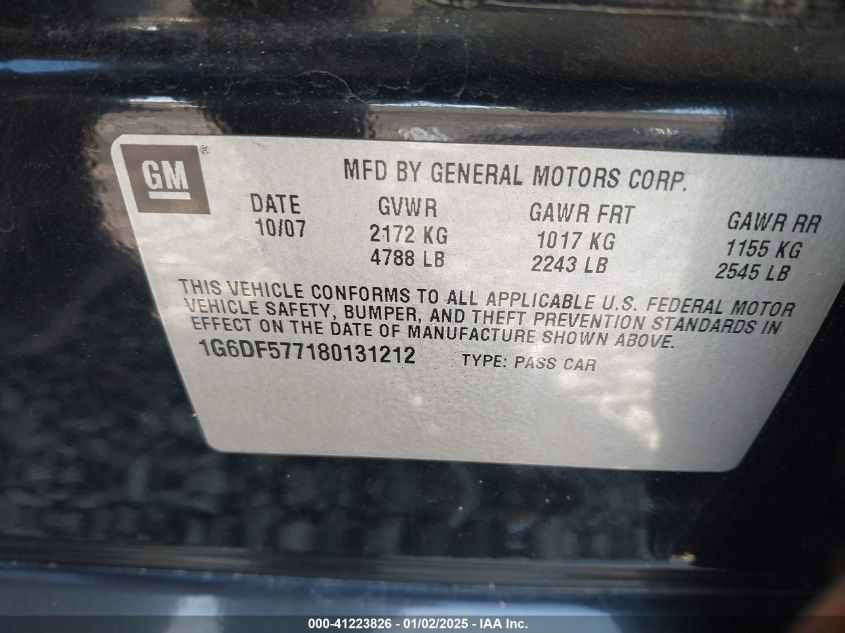 GM ®
MFD BY GENERAL MOTORS CORP.
DATE GVWR GAWR FRT GAWR RR
10/07 2172 KG 1017 KG 1155 KG
4788 LB 2243 LB 2545 LB
THIS VEHICLE CONFORMS TO ALL APPLICABLE U.S. FEDERAL MOTOR
VEHICLE SAFETY, BUMPER, AND THEFT PREVENTION STANDARDS IN
EFFECT ON THE DATE OF MANUFACTURE SHOWN ABOVE.
1G6DF577180131212 TYPE: PASS CAR
000-41223826 - 01/02/2025 - IAA Inc.